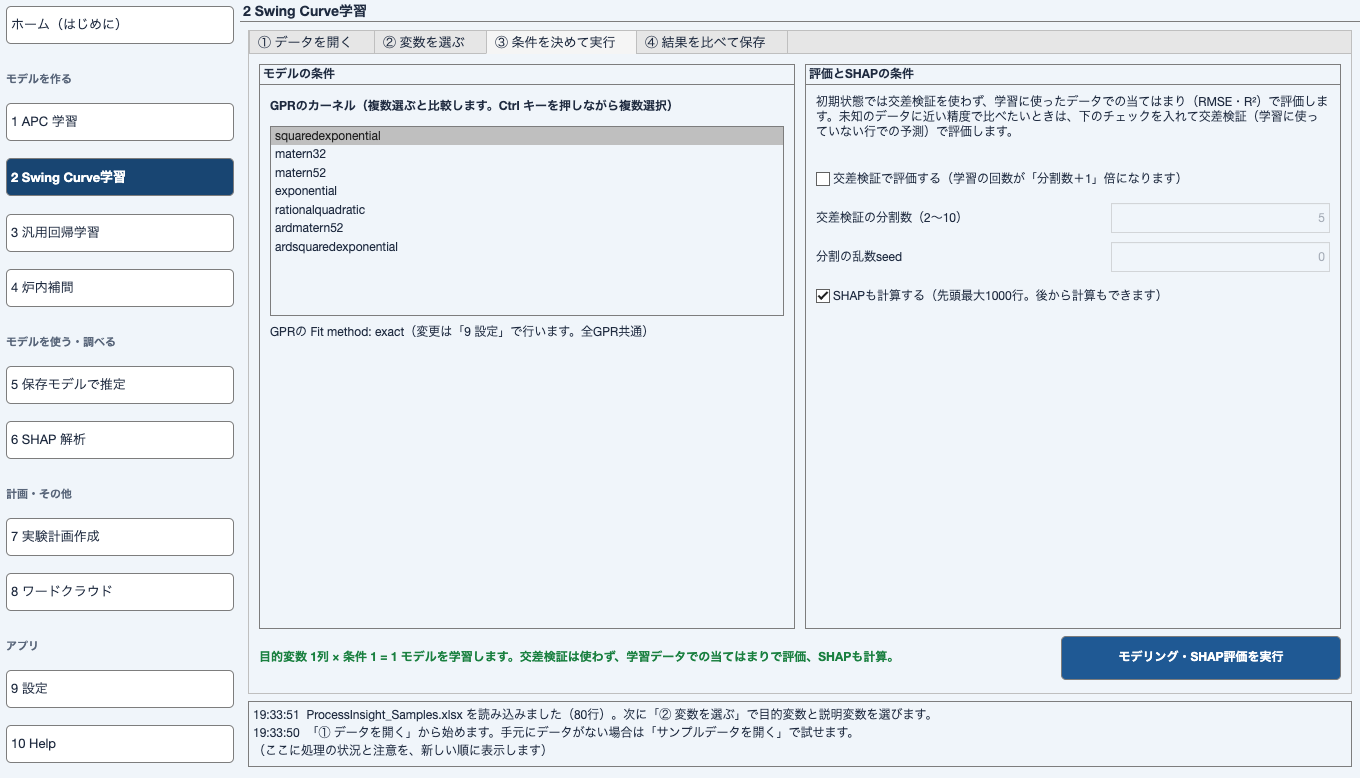 ホーム（はじめに）
モデルを作る
1 APC 学習
2 Swing Curve学習
3 汎用回帰学習
4 炉内補間
モデルを使う・調べる
5 保存モデルで推定
6 SHAP 解析
計画・その他
7 実験計画作成
8 ワードクラウド
アプリ
9 設定
10 Help
2 Swing Curve学習
① データを開く
② 変数を選ぶ
③ 条件を決めて実行
④ 結果を比べて保存
モデルの条件
GPRのカーネル（複数選ぶと比較します。Ctrl キーを押しながら複数選択）
squaredexponential
matern32
matern52
exponential
rationalquadratic
ardmatern52
ardsquaredexponential
GPRの Fit method: exact（変更は「9 設定」で行います。全GPR共通）
評価とSHAPの条件
初期状態では交差検証を使わず、学習に使ったデータでの当てはまり（RMSE・R²）で評価しま
す。未知のデータに近い精度で比べたいときは、下のチェックを入れて交差検証（学習に使っ
ていない行での予測）で評価します。
交差検証で評価する（学習の回数が「分割数＋1」倍になります）
交差検証の分割数（2〜10）
5
分割の乱数seed
0
SHAPも計算する（先頭最大1000行。後から計算もできます）
目的変数 1列 × 条件 1 = 1 モデルを学習します。交差検証は使わず、学習データでの当てはまりで評価、SHAPも計算。
モデリング・SHAP評価を実行
19:33:51 ProcessInsight_Samples.xlsx を読み込みました（80行）。次に「② 変数を選ぶ」で目的変数と説明変数を選びます。
19:33:50 「① データを開く」から始めます。手元にデータがない場合は「サンプルデータを開く」で試せます。
（ここに処理の状況と注意を、新しい順に表示します）